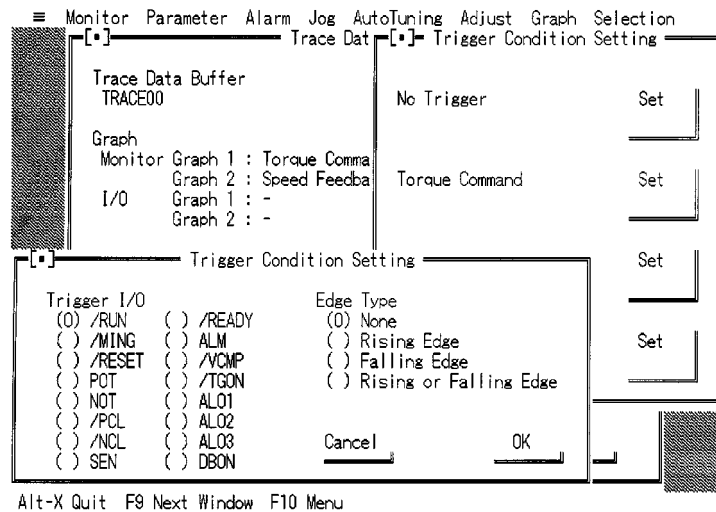 ≡ Monitor Parameter Alarm Jog AutoTuning Adjust Graph Selection
[•] Trace Dat
[•] Trigger Condition Setting
Trace Data Buffer
TRACE00
Graph
Monitor Graph 1 : Torque Comma
Graph 2 : Speed Feedba
I/O Graph 1 : -
Graph 2 : -
No Trigger Set
Torque Command Set
Set
Set
[•] Trigger Condition Setting
Trigger I/O
(O) /RUN ( ) /READY
( ) /MING ( ) ALM
( ) /RESET ( ) /VCMP
( ) POT ( ) /TGON
( ) NOT ( ) ALO1
( ) /PCL ( ) ALO2
( ) /NCL ( ) ALO3
( ) SEN ( ) DBON
Edge Type
(O) None
( ) Rising Edge
( ) Falling Edge
( ) Rising or Falling Edge
Cancel OK
Alt-X Quit F9 Next Window F10 Menu